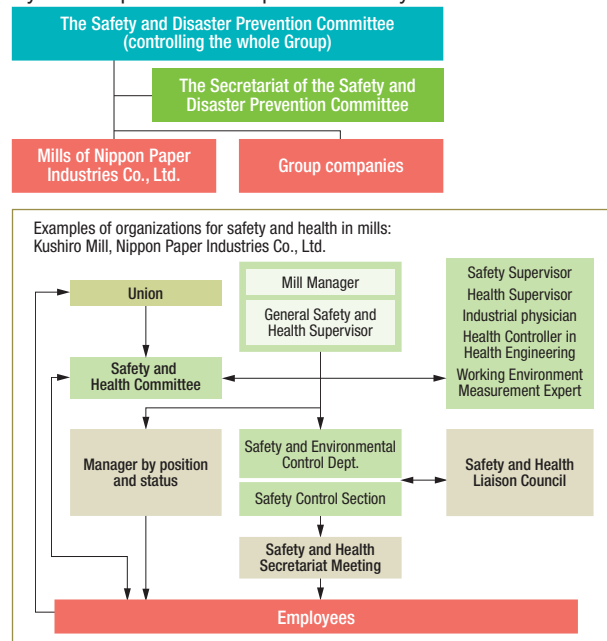 The Safety and Disaster Prevention Committee
(controlling the whole Group)
The Secretariat of the Safety and
Disaster Prevention Committee
Mills of Nippon Paper
Industries Co., Ltd.
Group companies
Examples of organizations for safety and health in mills:
Kushiro Mill, Nippon Paper Industries Co., Ltd.
Union
Mill Manager
General Safety and
Health Supervisor
Safety Supervisor
Health Supervisor
Industrial physician
Health Controller in
Health Engineering
Working Environment
Measurement Expert
Safety and
Health Committee
Manager by position
and status
Safety and Environmental
Control Dept.
Safety Control Section
Safety and Health
Liaison Council
Safety and Health
Secretariat Meeting
Employees